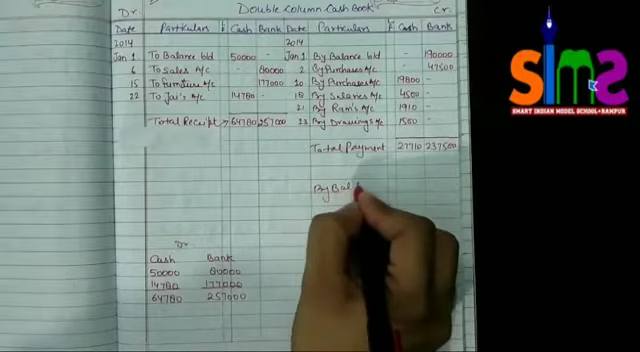 Double Column Cash Book
Dr Cr
Date Particulars L.F Cash Bank Date Particulars L.F Cash Bank
2014 2014
Jan 1 To Balance b/d 50000 - Jan 1 By Balance b/d - 190000
6 To Sales A/c - 80000 2 By Purchases A/c - 47500
15 To Furniture A/c - 177000 10 By Purchases A/c 19800 -
22 To Jai's A/c 14780 - 18 By Salaries A/c 4500 -
21 By Ram's A/c 1910 -
Total Receipt → 64780 257000 23 By Drawings A/c 1500 -
Total Payment 27710 237500
By Bal
Dr
Cash Bank
50000 80000
14780 177000
64780 257000
SIMS
SMART INDIAN MODEL SCHOOL RAMPUR